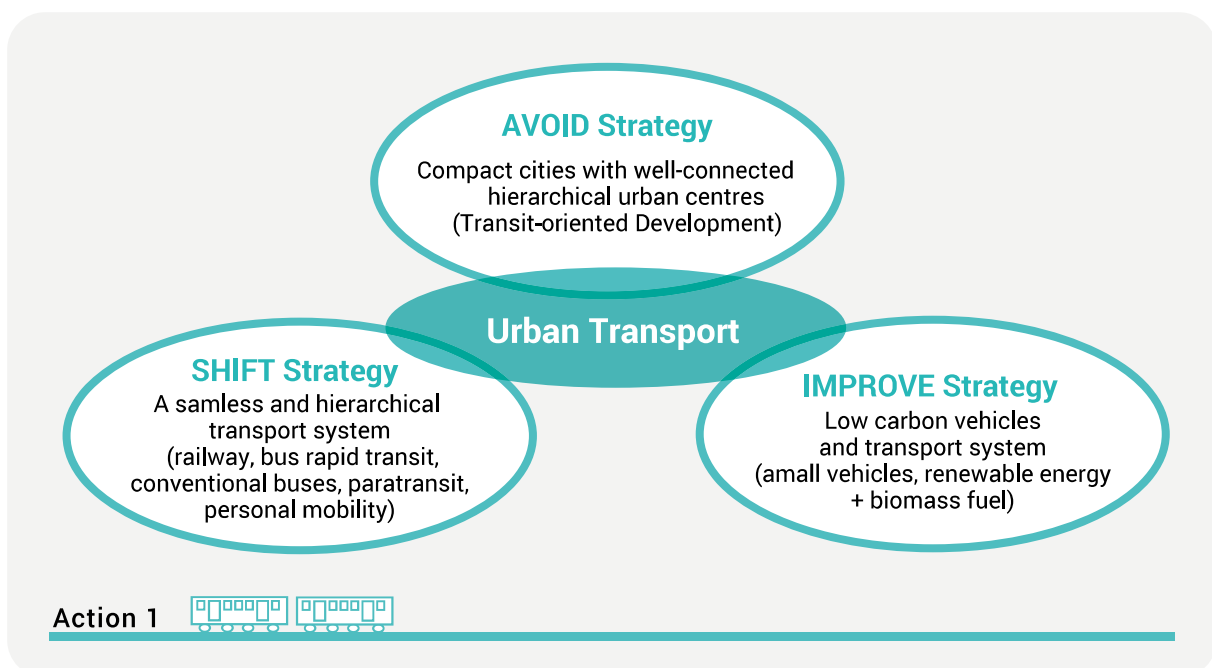 AVOID Strategy
Compact cities with well-connected
hierarchical urban centres
(Transit-oriented Development)
Urban Transport
SHIFT Strategy
A samless and hierarchical
transport system
(railway, bus rapid transit,
conventional buses, paratransit,
personal mobility)
IMPROVE Strategy
Low carbon vehicles
and transport system
(amall vehicles, renewable energy
+ biomass fuel)
Action 1